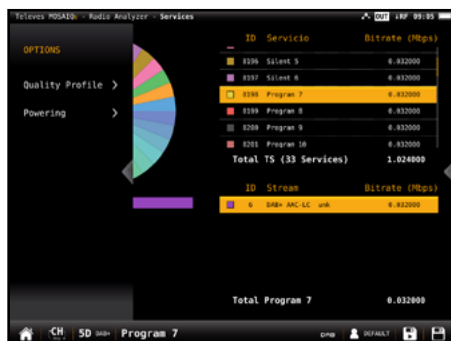 Televes MOSAIQ6 - Radio Analyzer - Services
OUT ↓RF 09:05
OPTIONS
Quality Profile >
Powering >
ID Servicio Bitrate (Mbps)
8196 Silent 5 0.032000
8197 Silent 6 0.032000
8198 Program 7 0.032000
8199 Program 8 0.032000
8200 Program 9 0.032000
8201 Program 10 0.032000
Total TS (33 Services) 1.024000
ID Stream Bitrate (Mbps)
6 DAB+ AAC-LC unk 0.032000
Total Program 7 0.032000
CH 5D DAB+ Program 7 DAB DEFAULT